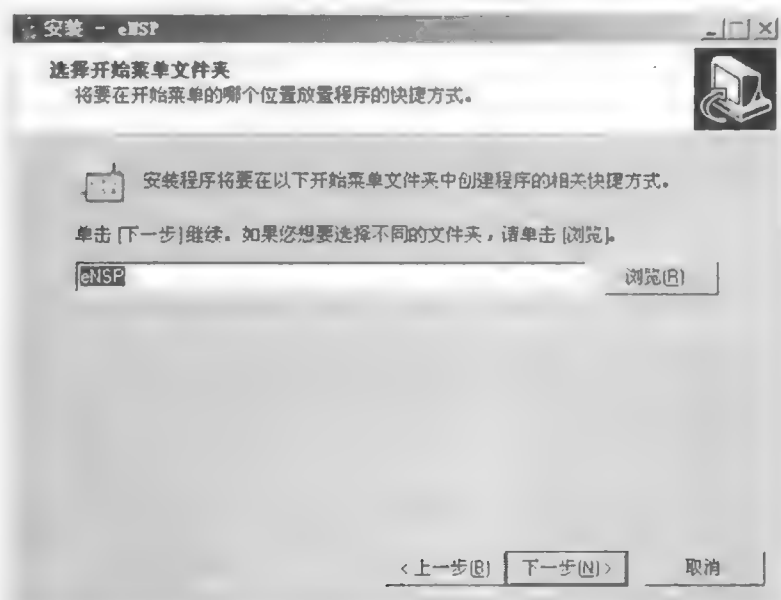 安装 - eNSP
选择开始菜单文件夹
将要在开始菜单的哪个位置放置程序的快捷方式。
安装程序将要在以下开始菜单文件夹中创建程序的相关快捷方式。
单击 [下一步]继续。如果您想要选择不同的文件夹，请单击 [浏览]。
eNSP
浏览(R)
<上一步(B)
下一步(N)>
取消